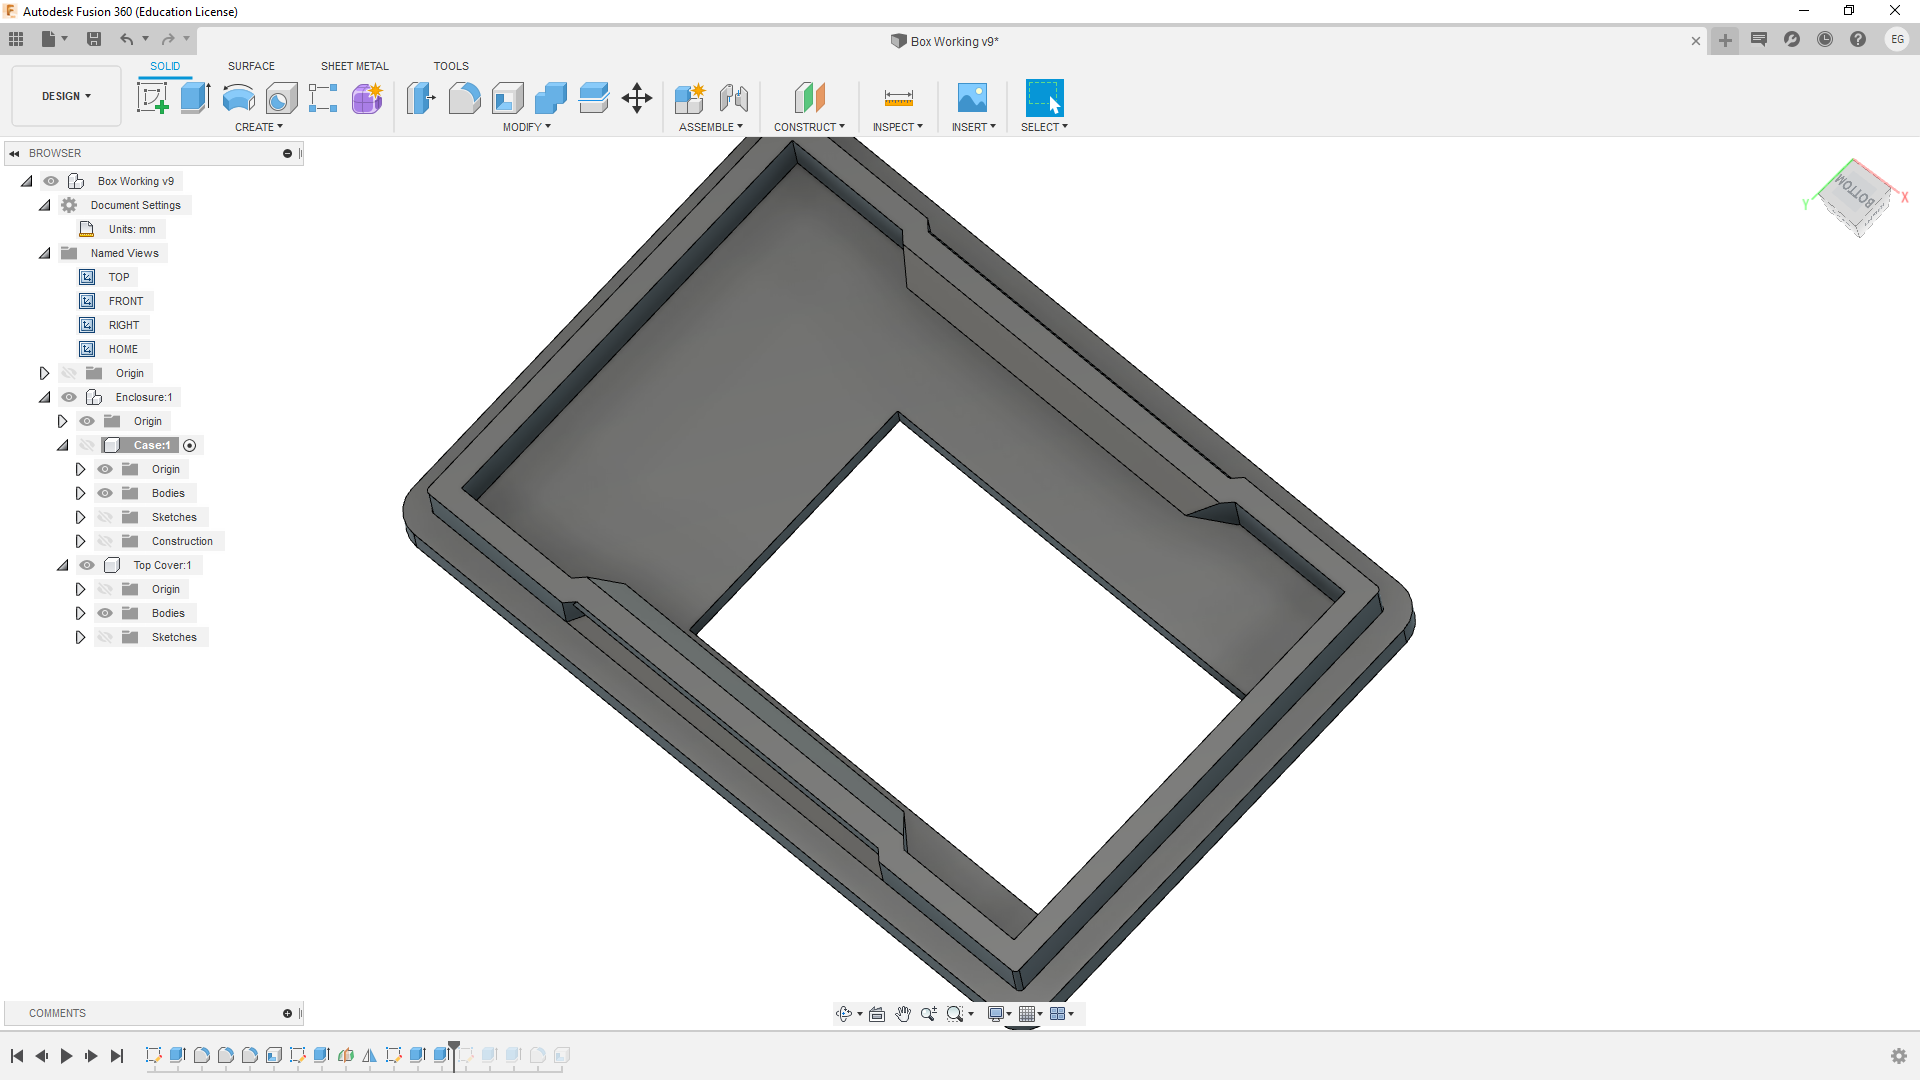 Autodesk Fusion 360 (Education License)
Box Working v9*
EG
DESIGN
SOLID
SURFACE
SHEET METAL
TOOLS
CREATE
MODIFY
ASSEMBLE
CONSTRUCT
INSPECT
INSERT
SELECT
BROWSER
Box Working v9
Document Settings
Units: mm
Named Views
TOP
FRONT
RIGHT
HOME
Origin
Enclosure:1
Origin
Case:1
Origin
Bodies
Sketches
Construction
Top Cover:1
Origin
Bodies
Sketches
BOTTOM
Y
X
COMMENTS